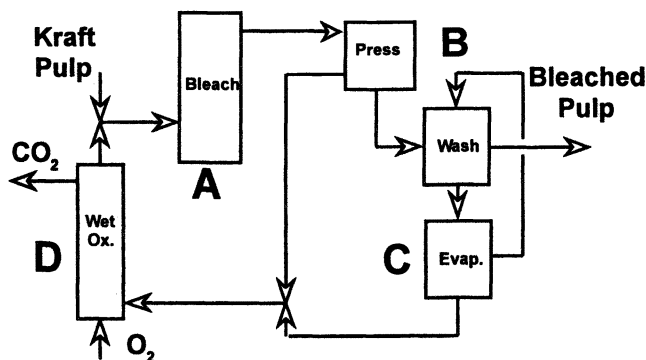 Kraft
Pulp
Bleach
Press
B
Bleached
Pulp
CO₂
A
Wash
Wet
Ox.
D
C
Evap.
O₂